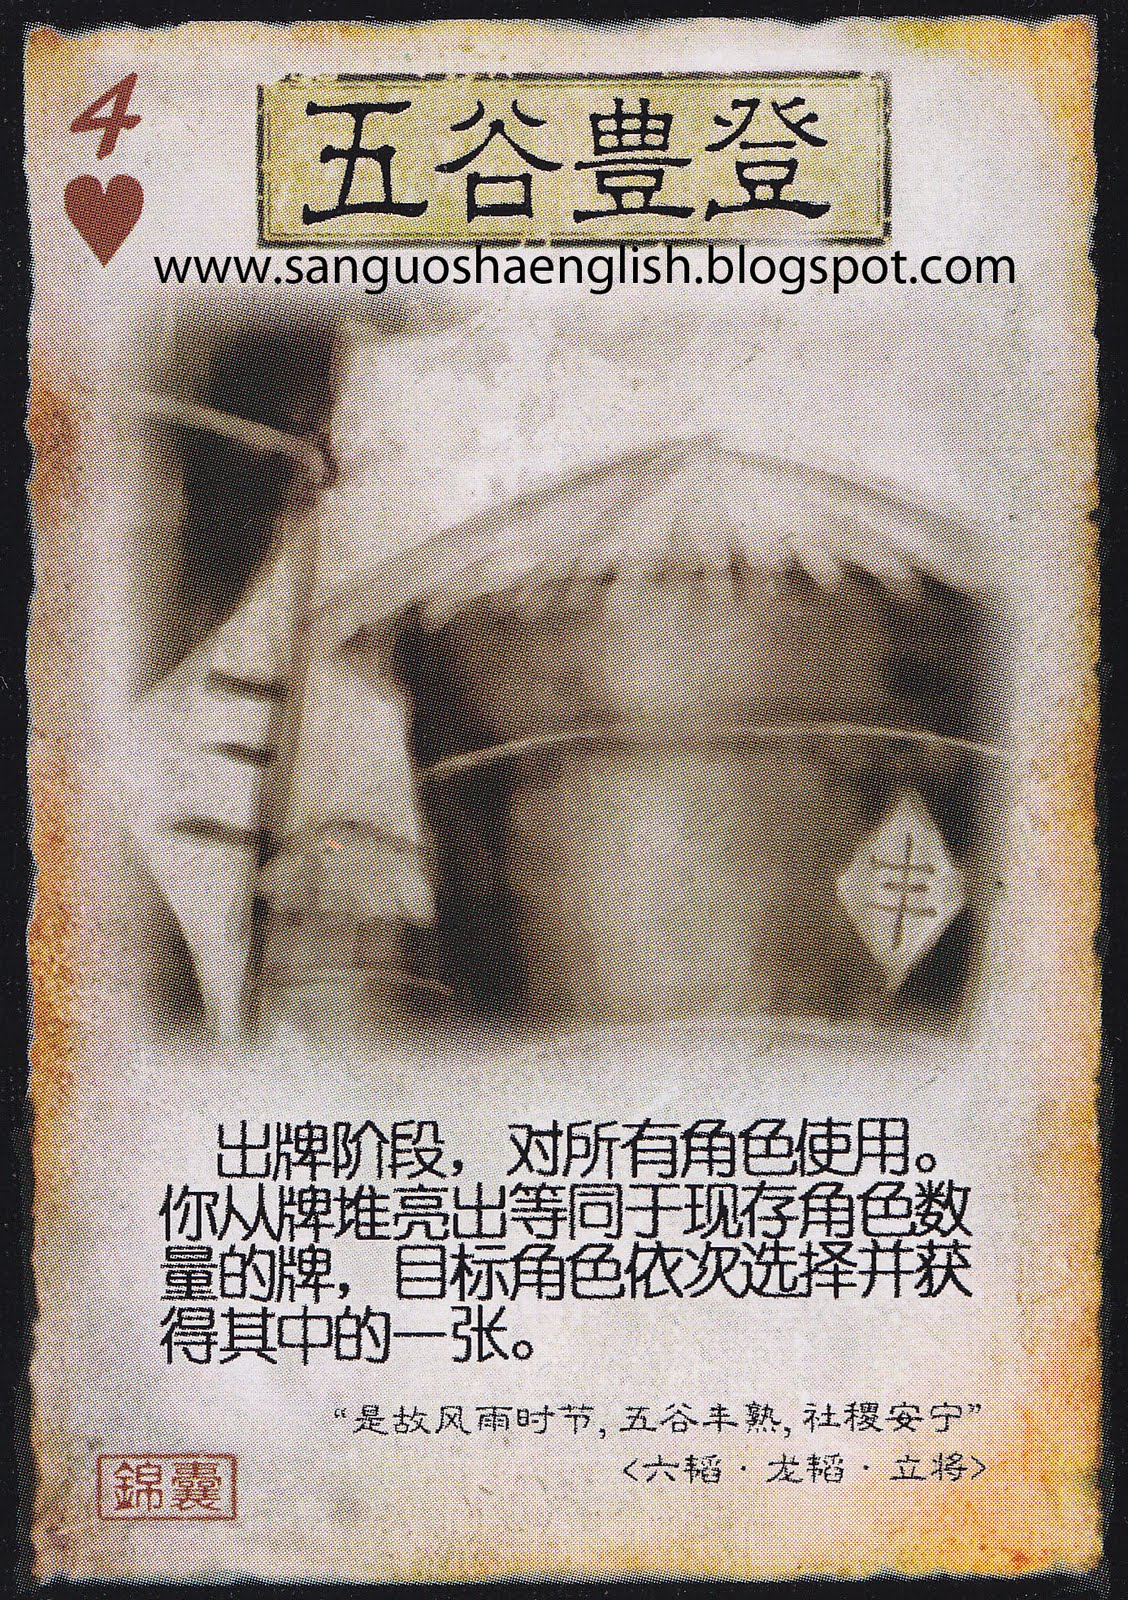 4
五谷豊登
www.sanguoshaenglish.blogspot.com
丰
出牌阶段，对所有角色使用。
你从牌堆亮出等同于现存角色数
量的牌，目标角色依次选择并获
得其中的一张。
“是故风雨时节,五谷丰熟,社稷安宁”
<六韬·龙韬·立将>
錦囊